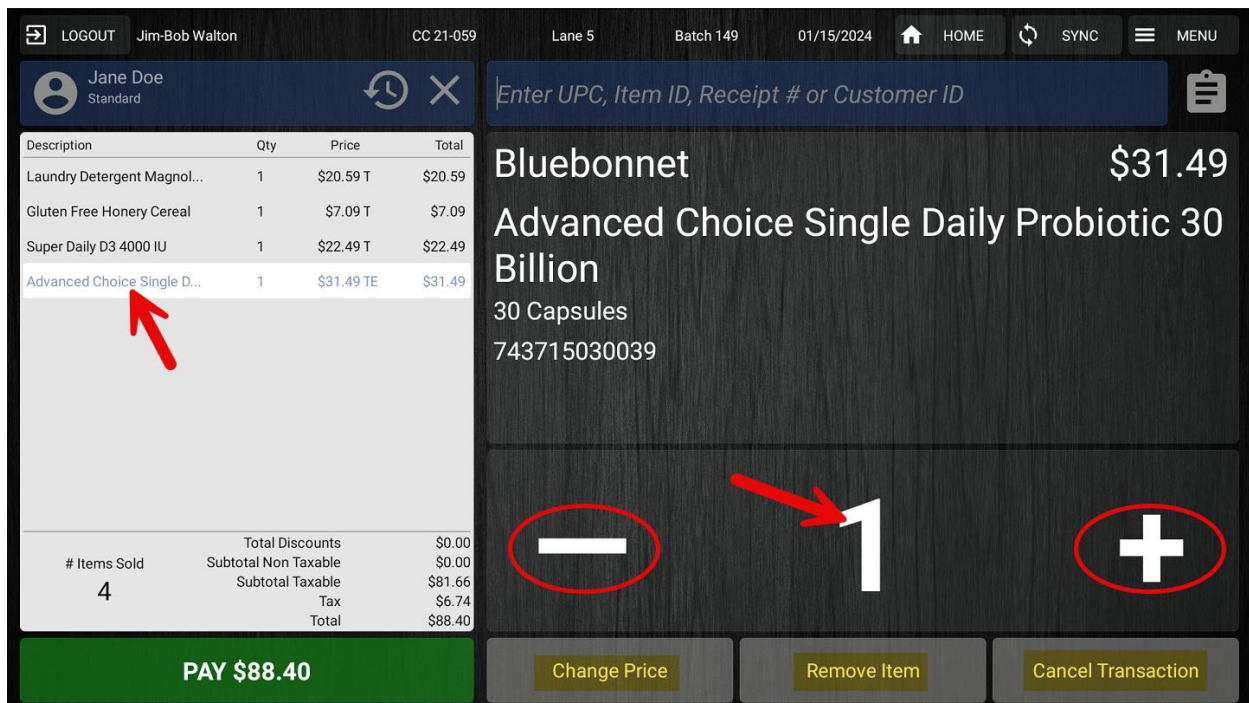 LOGOUT Jim-Bob Walton CC 21-059 Lane 5 Batch 149 01/15/2024 HOME SYNC MENU
Jane Doe
Standard
Enter UPC, Item ID, Receipt # or Customer ID
Description Qty Price Total
Laundry Detergent Magnol... 1 $20.59 T $20.59
Gluten Free Honery Cereal 1 $7.09 T $7.09
Super Daily D3 4000 IU 1 $22.49 T $22.49
Advanced Choice Single D... 1 $31.49 TE $31.49
# Items Sold
4
Total Discounts $0.00
Subtotal Non Taxable $0.00
Subtotal Taxable $81.66
Tax $6.74
Total $88.40
PAY $88.40
Bluebonnet $31.49
Advanced Choice Single Daily Probiotic 30
Billion
30 Capsules
743715030039
1
Change Price Remove Item Cancel Transaction